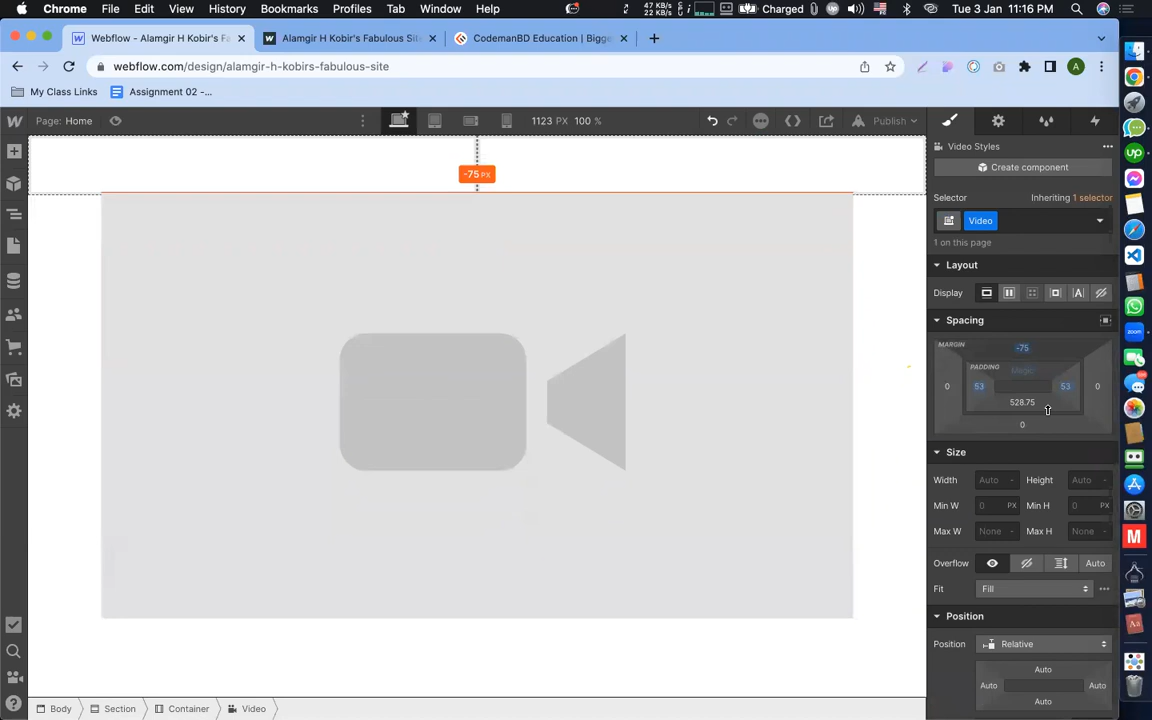 Chrome File Edit View History Bookmarks Profiles Tab Window Help 47 KB/s 22 KB/s Charged Tue 3 Jan 11:16 PM
Webflow - Alamgir H Kobir's Fa Alamgir H Kobir's Fabulous Sit CodemanBD Education | Bigge
webflow.com/design/alamgir-h-kobirs-fabulous-site A
My Class Links Assignment 02 -...
Page: Home 1123 PX 100 % Publish
-75 PX
Video Styles
Create component
Selector Inheriting 1 selector
Video
1 on this page
Layout
Display
Spacing
MARGIN -75
PADDING
0 53 53 0
528.75
0
Size
Width Auto - Height Auto -
Min W 0 PX Min H 0 PX
Max W None - Max H None -
Overflow Auto
Fit Fill
Position
Position Relative
Auto
Auto Auto
Auto
Body Section Container Video